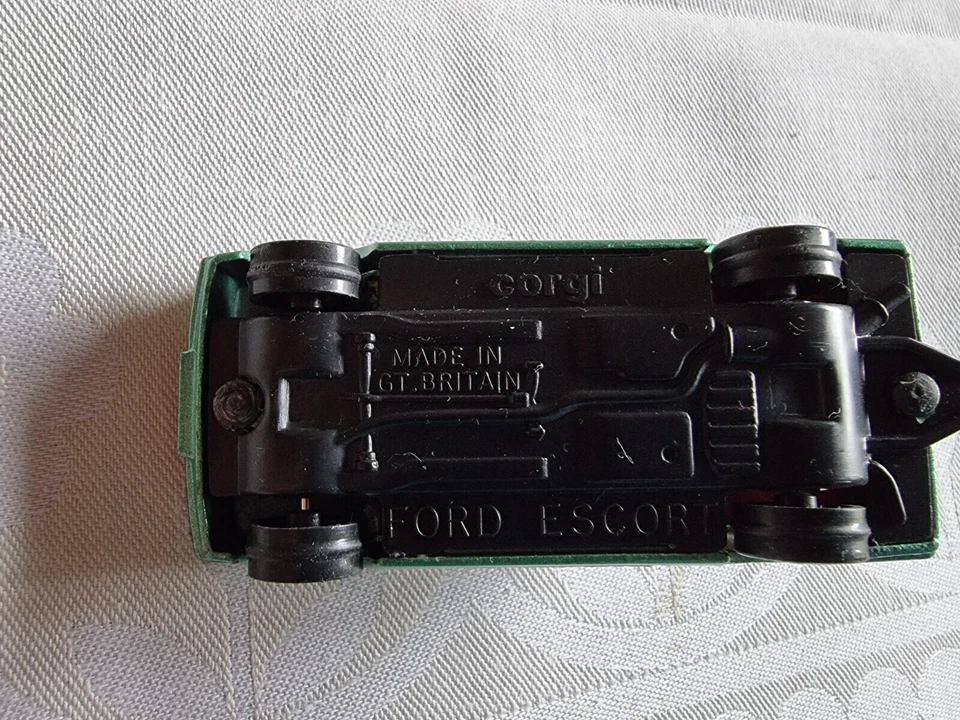 corgi
MADE IN
GT. BRITAIN
FORD ESCORT